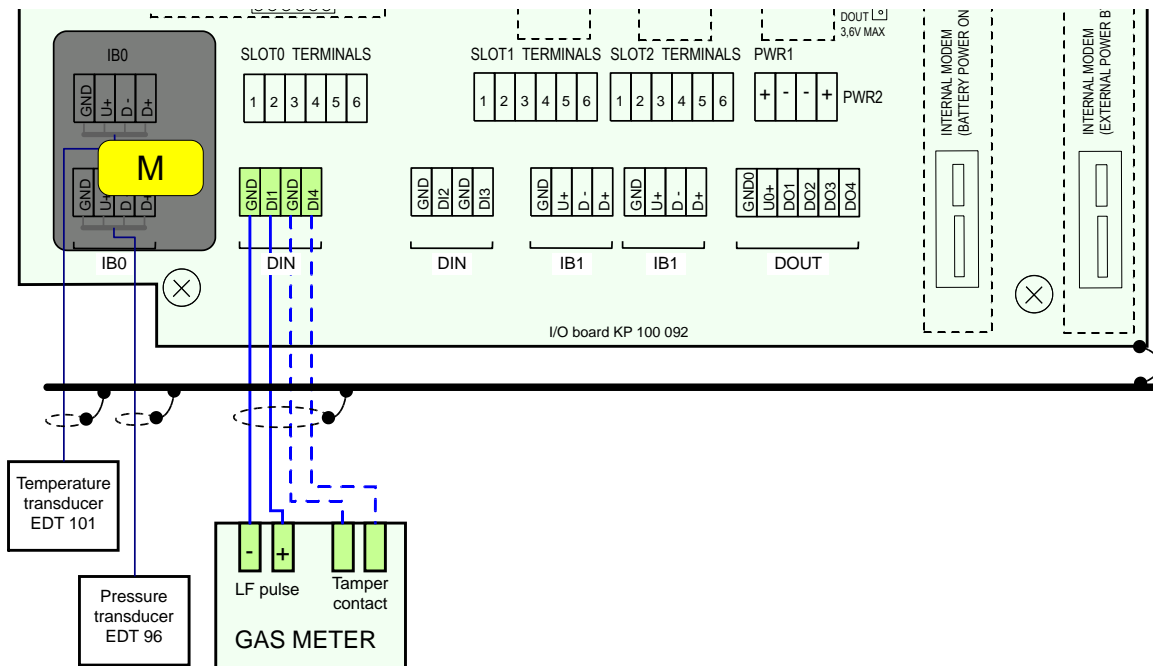 DOUT
3,6V MAX
IB0
SLOT0 TERMINALS
SLOT1 TERMINALS
SLOT2 TERMINALS
PWR1
GND
U+
D -
D+
1 2 3 4 5 6
1 2 3 4 5 6
1 2 3 4 5 6
+ - - +
PWR2
INTERNAL MODEM
(BATTERY POWER ON
INTERNAL MODEM
(EXTERNAL POWER B
M
GND
U+
D
D+
GND
DI1
GND
DI4
GND
DI2
GND
DI3
GND
U+
D -
D+
GND
U+
D -
D+
GND0
U0+
DO1
DO2
DO3
DO4
IB0
DIN
DIN
IB1
IB1
DOUT
I/O board KP 100 092
Temperature
transducer
EDT 101
- +
LF pulse
Tamper
contact
GAS METER
Pressure
transducer
EDT 96